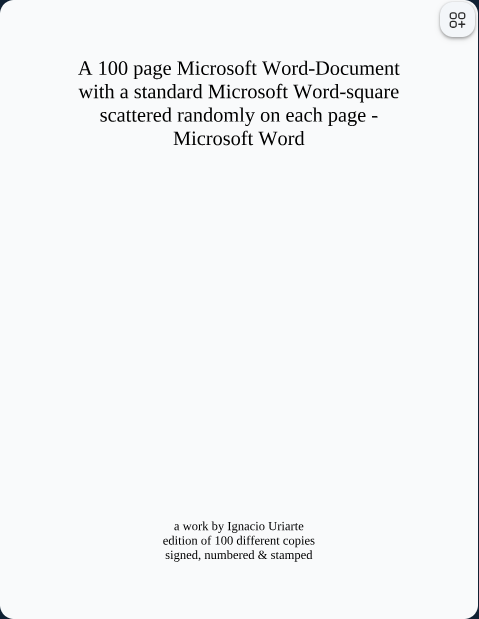 A 100 page Microsoft Word-Document
with a standard Microsoft Word-square
scattered randomly on each page -
Microsoft Word
a work by Ignacio Uriarte
edition of 100 different copies
signed, numbered & stamped